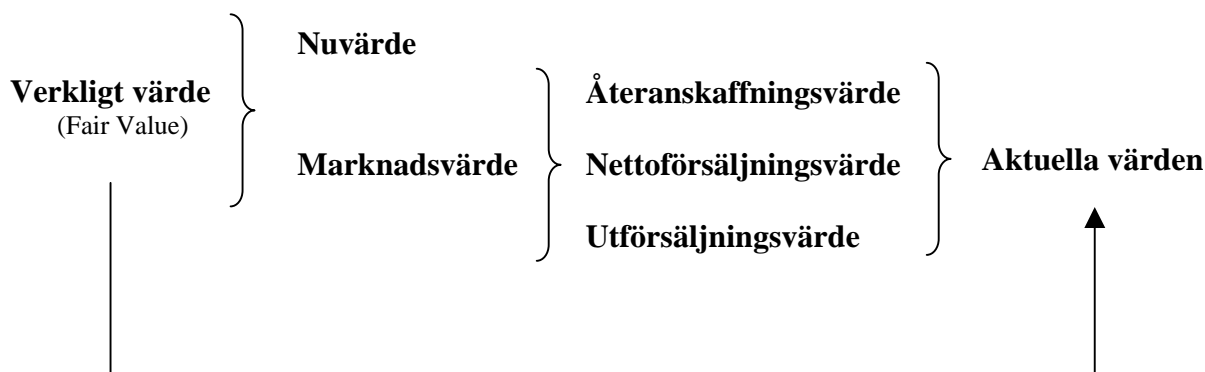 Verkligt värde
(Fair Value)
Nuvärde
Marknadsvärde
Återanskaffningsvärde
Nettoförsäljningsvärde
Utförsäljningsvärde
Aktuella värden